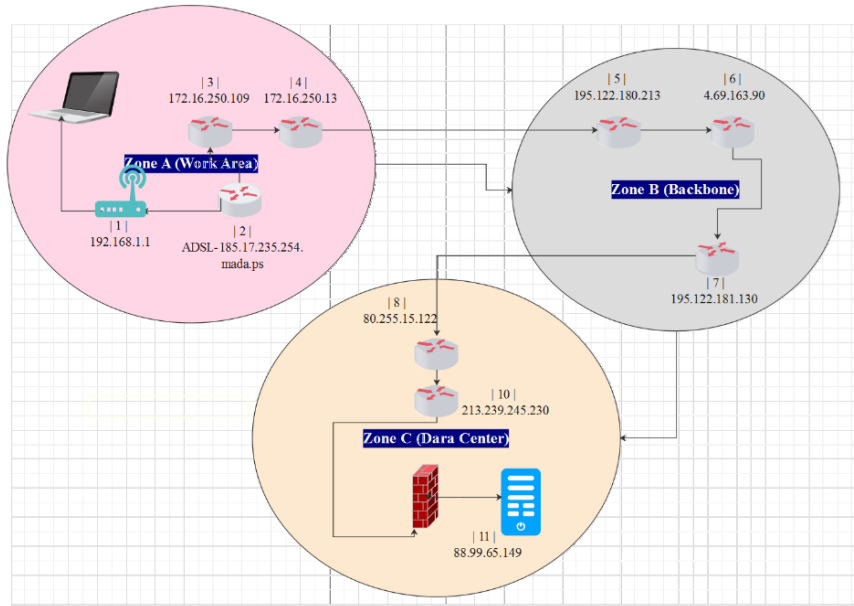 | 3 |
172.16.250.109
| 4 |
172.16.250.13
Zone A (Work Area)
| 1 |
192.168.1.1
| 2 |
ADSL-185.17.235.254.
mada.ps
| 5 |
195.122.180.213
| 6 |
4.69.163.90
Zone B (Backbone)
| 7 |
195.122.181.130
| 8 |
80.255.15.122
| 10 |
213.239.245.230
Zone C (Dara Center)
| 11 |
88.99.65.149